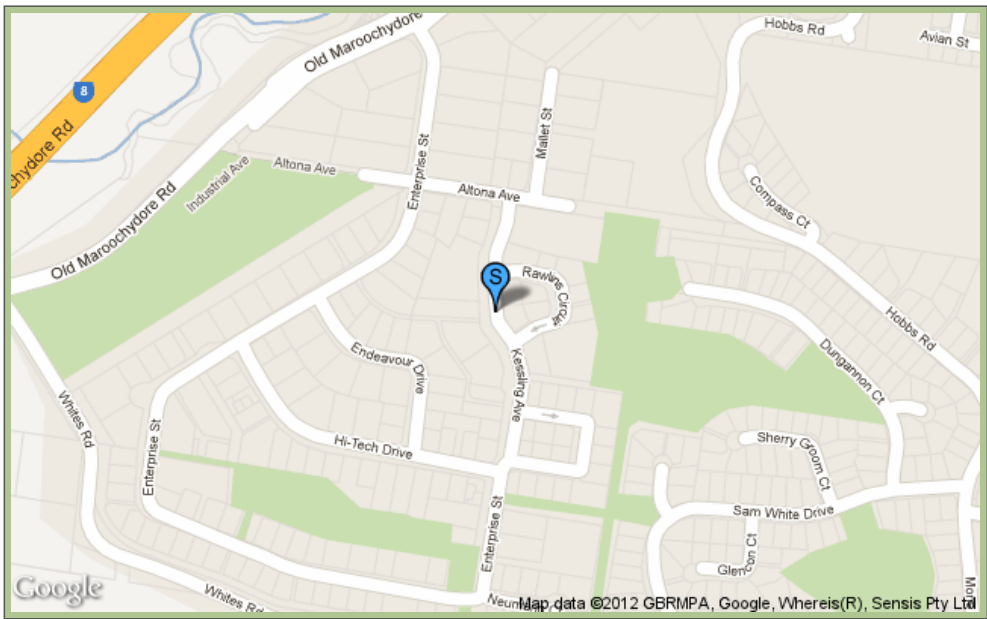 Old Maroochydore
Hobbs Rd
Avian St
8
chydore Rd
Mallet St
Enterprise St
Industrial Ave
Altona Ave
Altona Ave
Compass Ct
Old Maroochydore Rd
S
Rawlins Circuit
Hobbs Rd
Dungannon Ct
Endeavour Drive
Kessling Ave
Whites Rd
Hi-Tech Drive
Enterprise St
Sherry Groom Ct
Sam White Drive
Enterprise St
Glencon Ct
Google
Whites Rd
Map data ©2012 GBRMPA, Google, Whereis(R), Sensis Pty Ltd